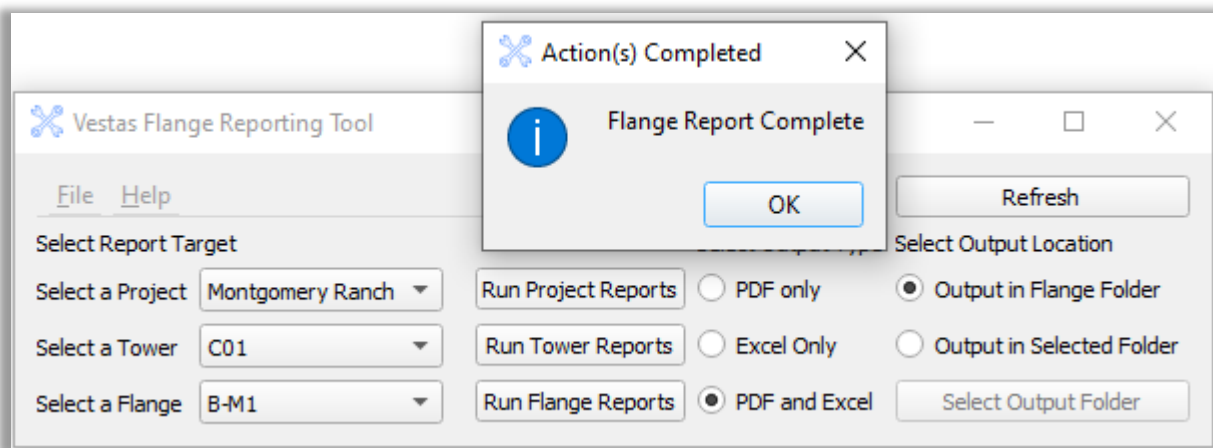 Action(s) Completed
Flange Report Complete
OK
Vestas Flange Reporting Tool
File Help
Refresh
Select Report Target
Select Output Location
Select a Project Montgomery Ranch Run Project Reports PDF only Output in Flange Folder
Select a Tower C01 Run Tower Reports Excel Only Output in Selected Folder
Select a Flange B-M1 Run Flange Reports PDF and Excel Select Output Folder